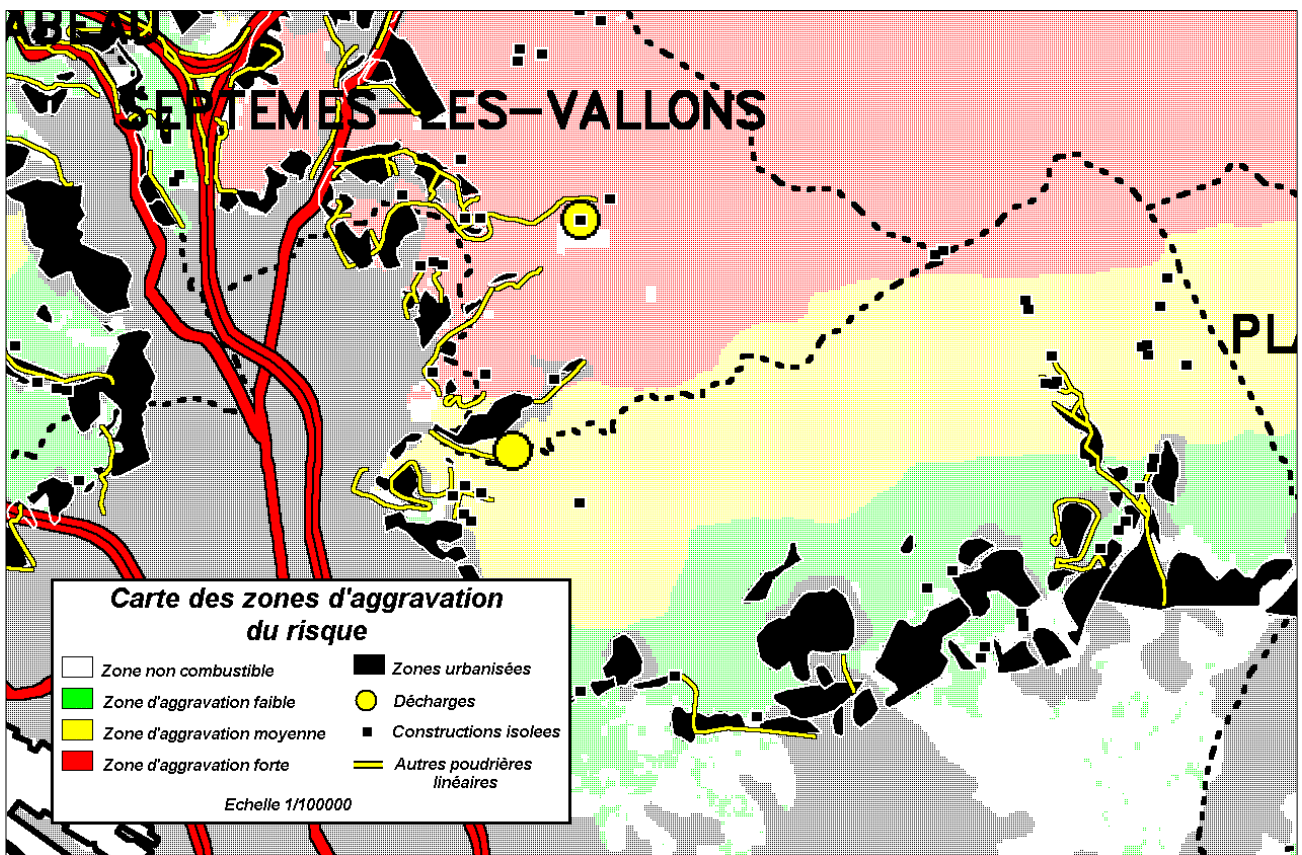 ABEAU
SEPTEMES-LES-VALLONS
PL
Carte des zones d'aggravation
du risque
Zone non combustible
Zone d'aggravation faible
Zone d'aggravation moyenne
Zone d'aggravation forte
Zones urbanisées
Décharges
Constructions isolees
Autres poudrières
linéaires
Echelle 1/100000